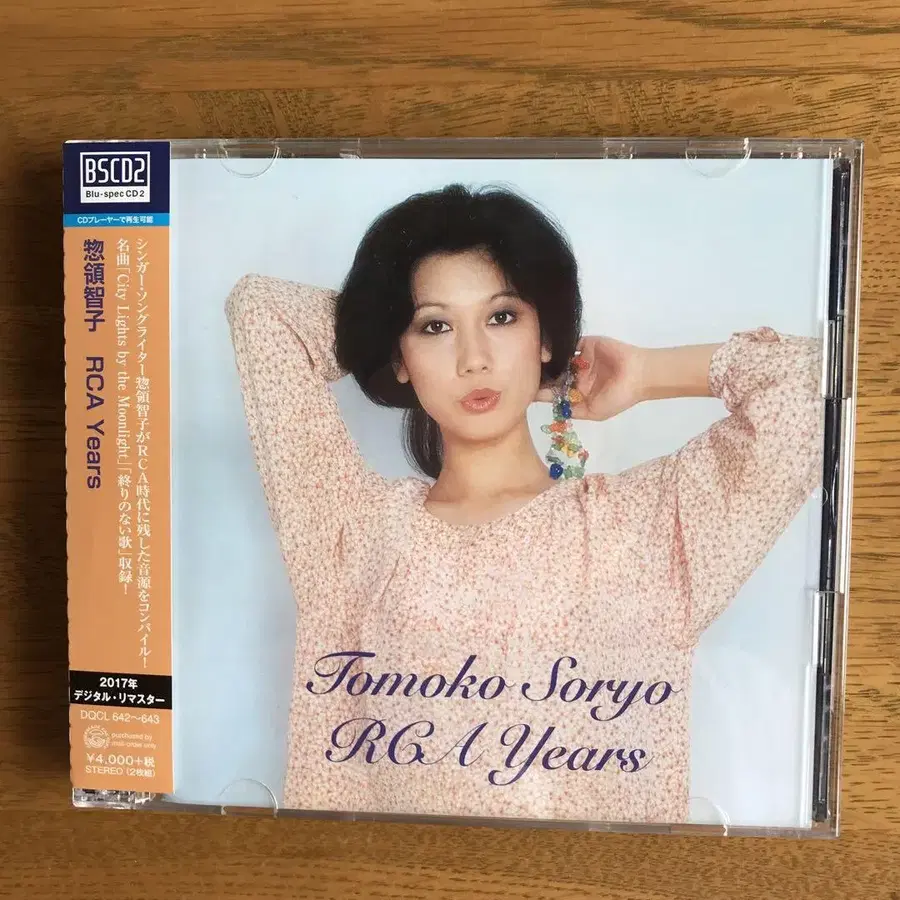 BSCD2
Blu-spec CD2
CDプレーヤーで再生可能
惣領智子 RCA Years
シンガー・ソングライター惣領智子がRCA時代に残した音源をコンパイル!
名曲「City Lights by the Moonlight」「終りのない歌」収録!
2017年
デジタル・リマスター
DQCL 642~643
purchased by
mail-order only
¥4,000+税
STEREO (2枚組)
Tomoko Soryo
RCA Years